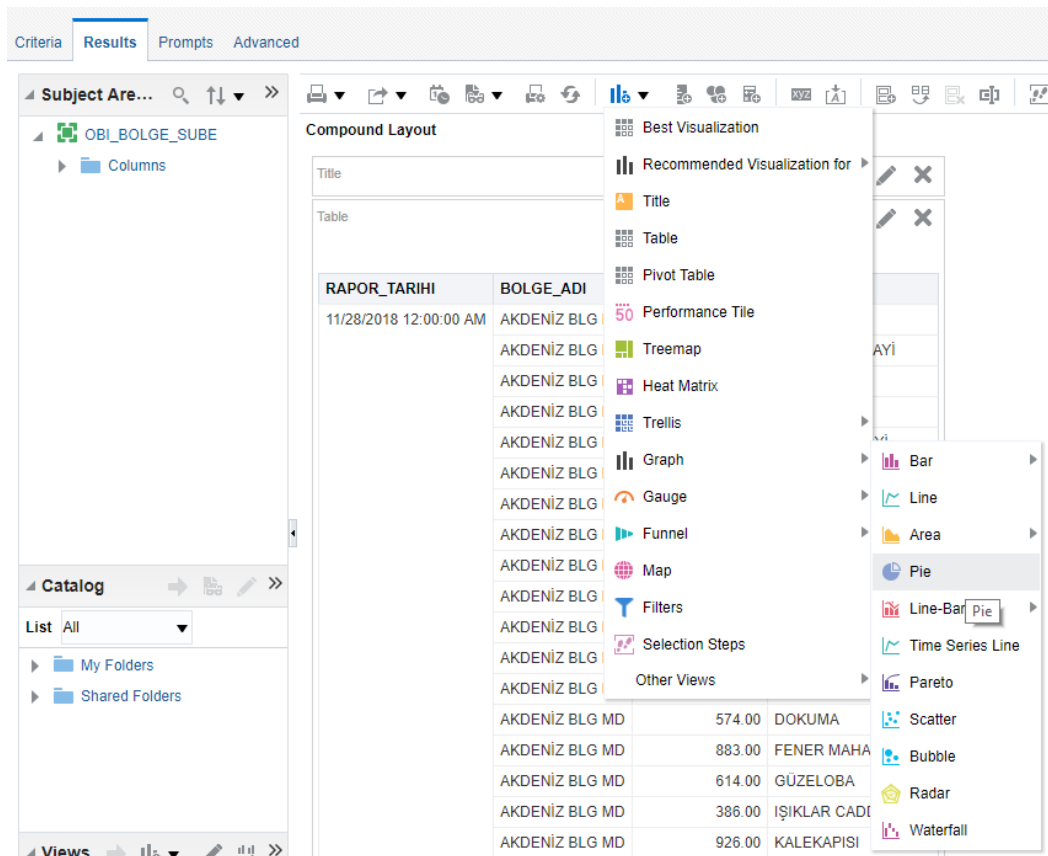 Criteria Results Prompts Advanced
Subject Are...
OBI_BOLGE_SUBE
Columns
Catalog
List All
My Folders
Shared Folders
Views
Compound Layout
Title
Table
RAPOR_TARIHI BOLGE_ADI
11/28/2018 12:00:00 AM AKDENİZ BLG
AKDENİZ BLG AYİ
AKDENİZ BLG
AKDENİZ BLG
AKDENİZ BLG
AKDENİZ BLG
AKDENİZ BLG
AKDENİZ BLG
AKDENİZ BLG
AKDENİZ BLG
AKDENİZ BLG
AKDENİZ BLG
AKDENİZ BLG
AKDENİZ BLG MD 574.00 DOKUMA
AKDENİZ BLG MD 883.00 FENER MAHA
AKDENİZ BLG MD 614.00 GÜZELOBA
AKDENİZ BLG MD 386.00 IŞIKLAR CADD
AKDENİZ BLG MD 926.00 KALEKAPISI
Best Visualization
Recommended Visualization for
Title
Table
Pivot Table
50 Performance Tile
Treemap
Heat Matrix
Trellis
Graph
Gauge
Funnel
Map
Filters
Selection Steps
Other Views
Bar
Line
Area
Pie
Line-Bar
Pie
Time Series Line
Pareto
Scatter
Bubble
Radar
Waterfall